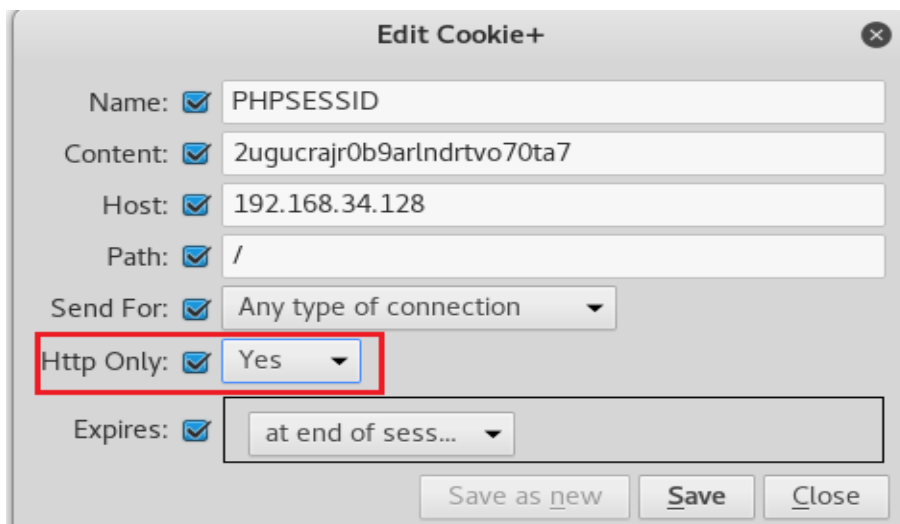 Edit Cookie+
Name: PHPSESSID
Content: 2ugucrajr0b9arlndrtvo70ta7
Host: 192.168.34.128
Path: /
Send For: Any type of connection
Http Only: Yes
Expires: at end of sess...
Save as new Save Close